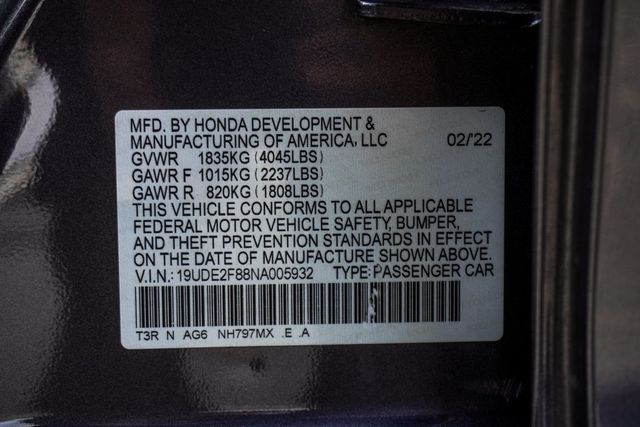 MFD. BY HONDA DEVELOPMENT &
MANUFACTURING OF AMERICA, LLC 02/22
GVWR 1835KG (4045LBS)
GAWR F 1015KG (2237LBS)
GAWR R 820KG (1808LBS)
THIS VEHICLE CONFORMS TO ALL APPLICABLE
FEDERAL MOTOR VEHICLE SAFETY, BUMPER,
AND THEFT PREVENTION STANDARDS IN EFFECT
ON THE DATE OF MANUFACTURE SHOWN ABOVE.
V.I.N.: 19UDE2F88NA005932 TYPE: PASSENGER CAR
T3R N AG6 NH797MX .E .A